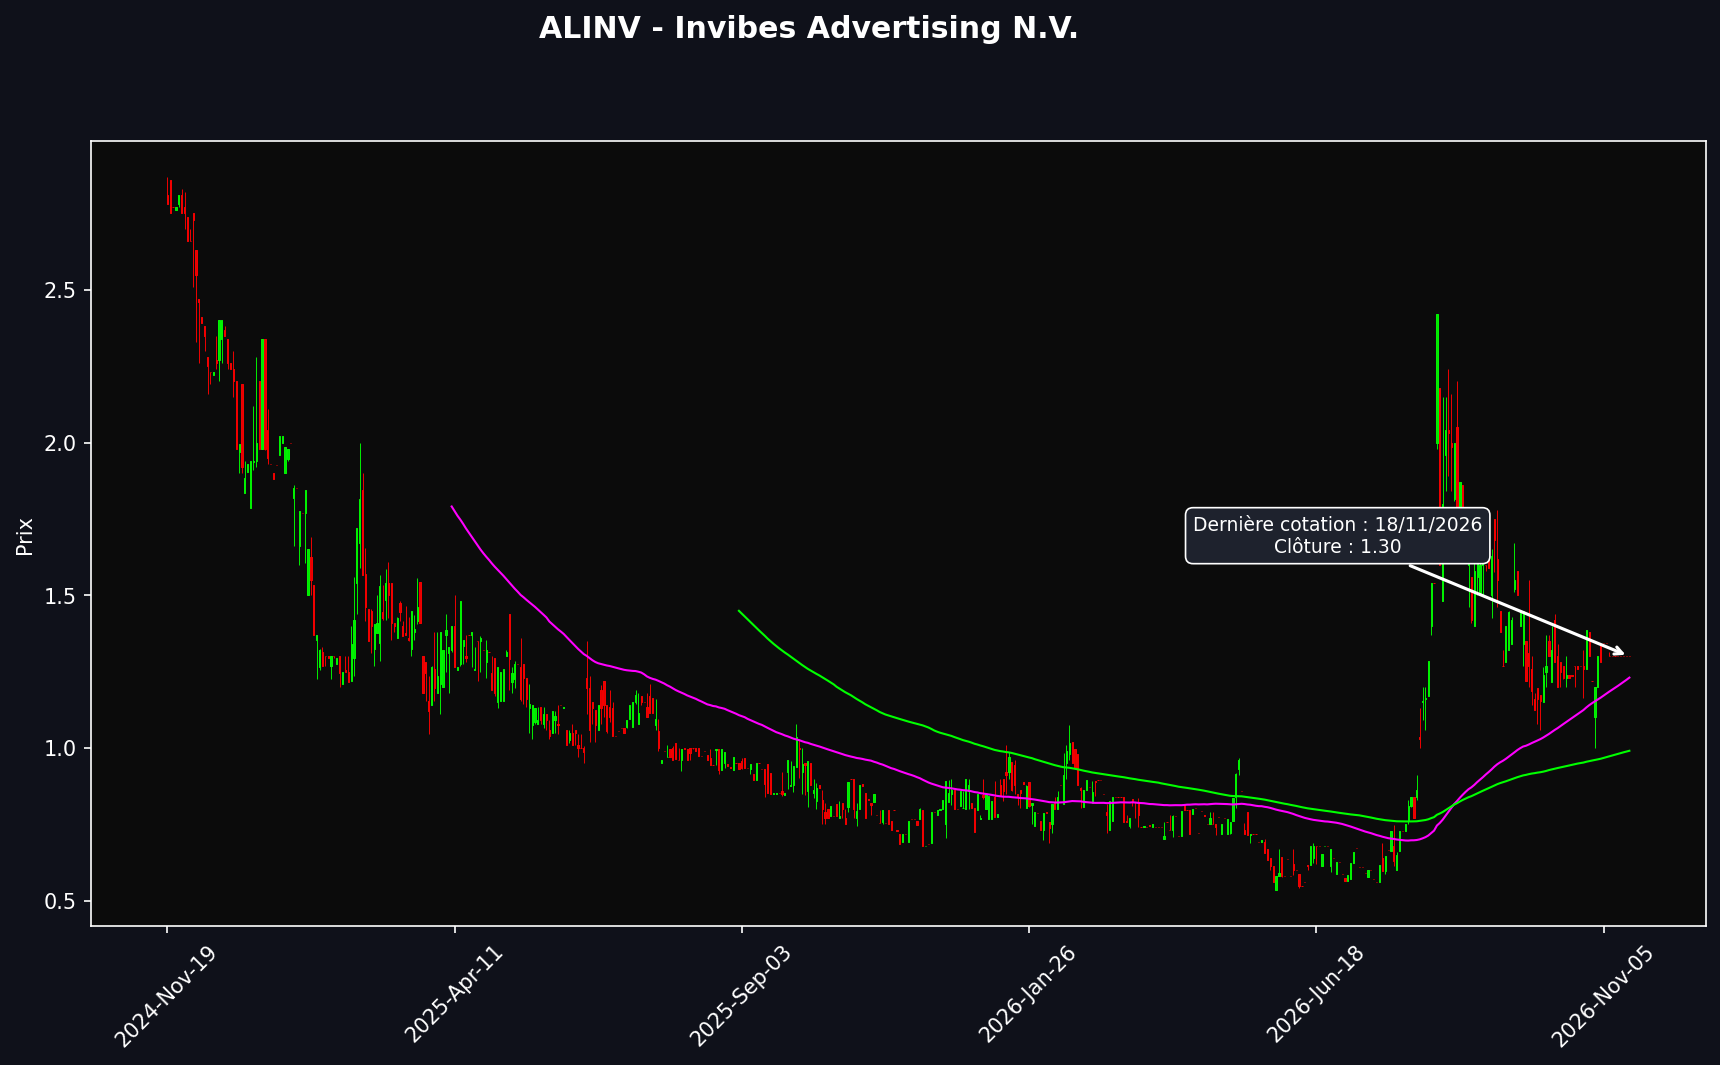 ALINV - Invibes Advertising N.V.
Prix
2.5
2.0
1.5
1.0
0.5
Dernière cotation : 18/11/2026
Clôture : 1.30
2024-Nov-19
2025-Apr-11
2025-Sep-03
2026-Jan-26
2026-Jun-18
2026-Nov-05